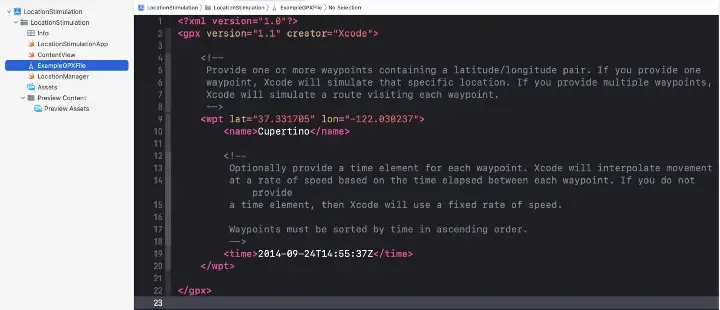 LocationStimulation
LocationStimulation
Info
LocationStimulationApp
ContentView
ExampleGPXFile
LocationManager
Assets
Preview Content
Preview Assets
LocationStimulation > LocationStimulation > ExampleGPXFile > No Selection
1 <?xml version="1.0"?>
2 <gpx version="1.1" creator="Xcode">
3
4 <!--
5 Provide one or more waypoints containing a latitude/longitude pair. If you provide one
6 waypoint, Xcode will simulate that specific location. If you provide multiple waypoints,
7 Xcode will simulate a route visiting each waypoint.
8 -->
9 <wpt lat="37.331705" lon="-122.030237">
10 <name>Cupertino</name>
11
12 <!--
13 Optionally provide a time element for each waypoint. Xcode will interpolate movement
14 at a rate of speed based on the time elapsed between each waypoint. If you do not
provide
15 a time element, then Xcode will use a fixed rate of speed.
16
17 Waypoints must be sorted by time in ascending order.
18 -->
19 <time>2014-09-24T14:55:37Z</time>
20 </wpt>
21
22 </gpx>
23